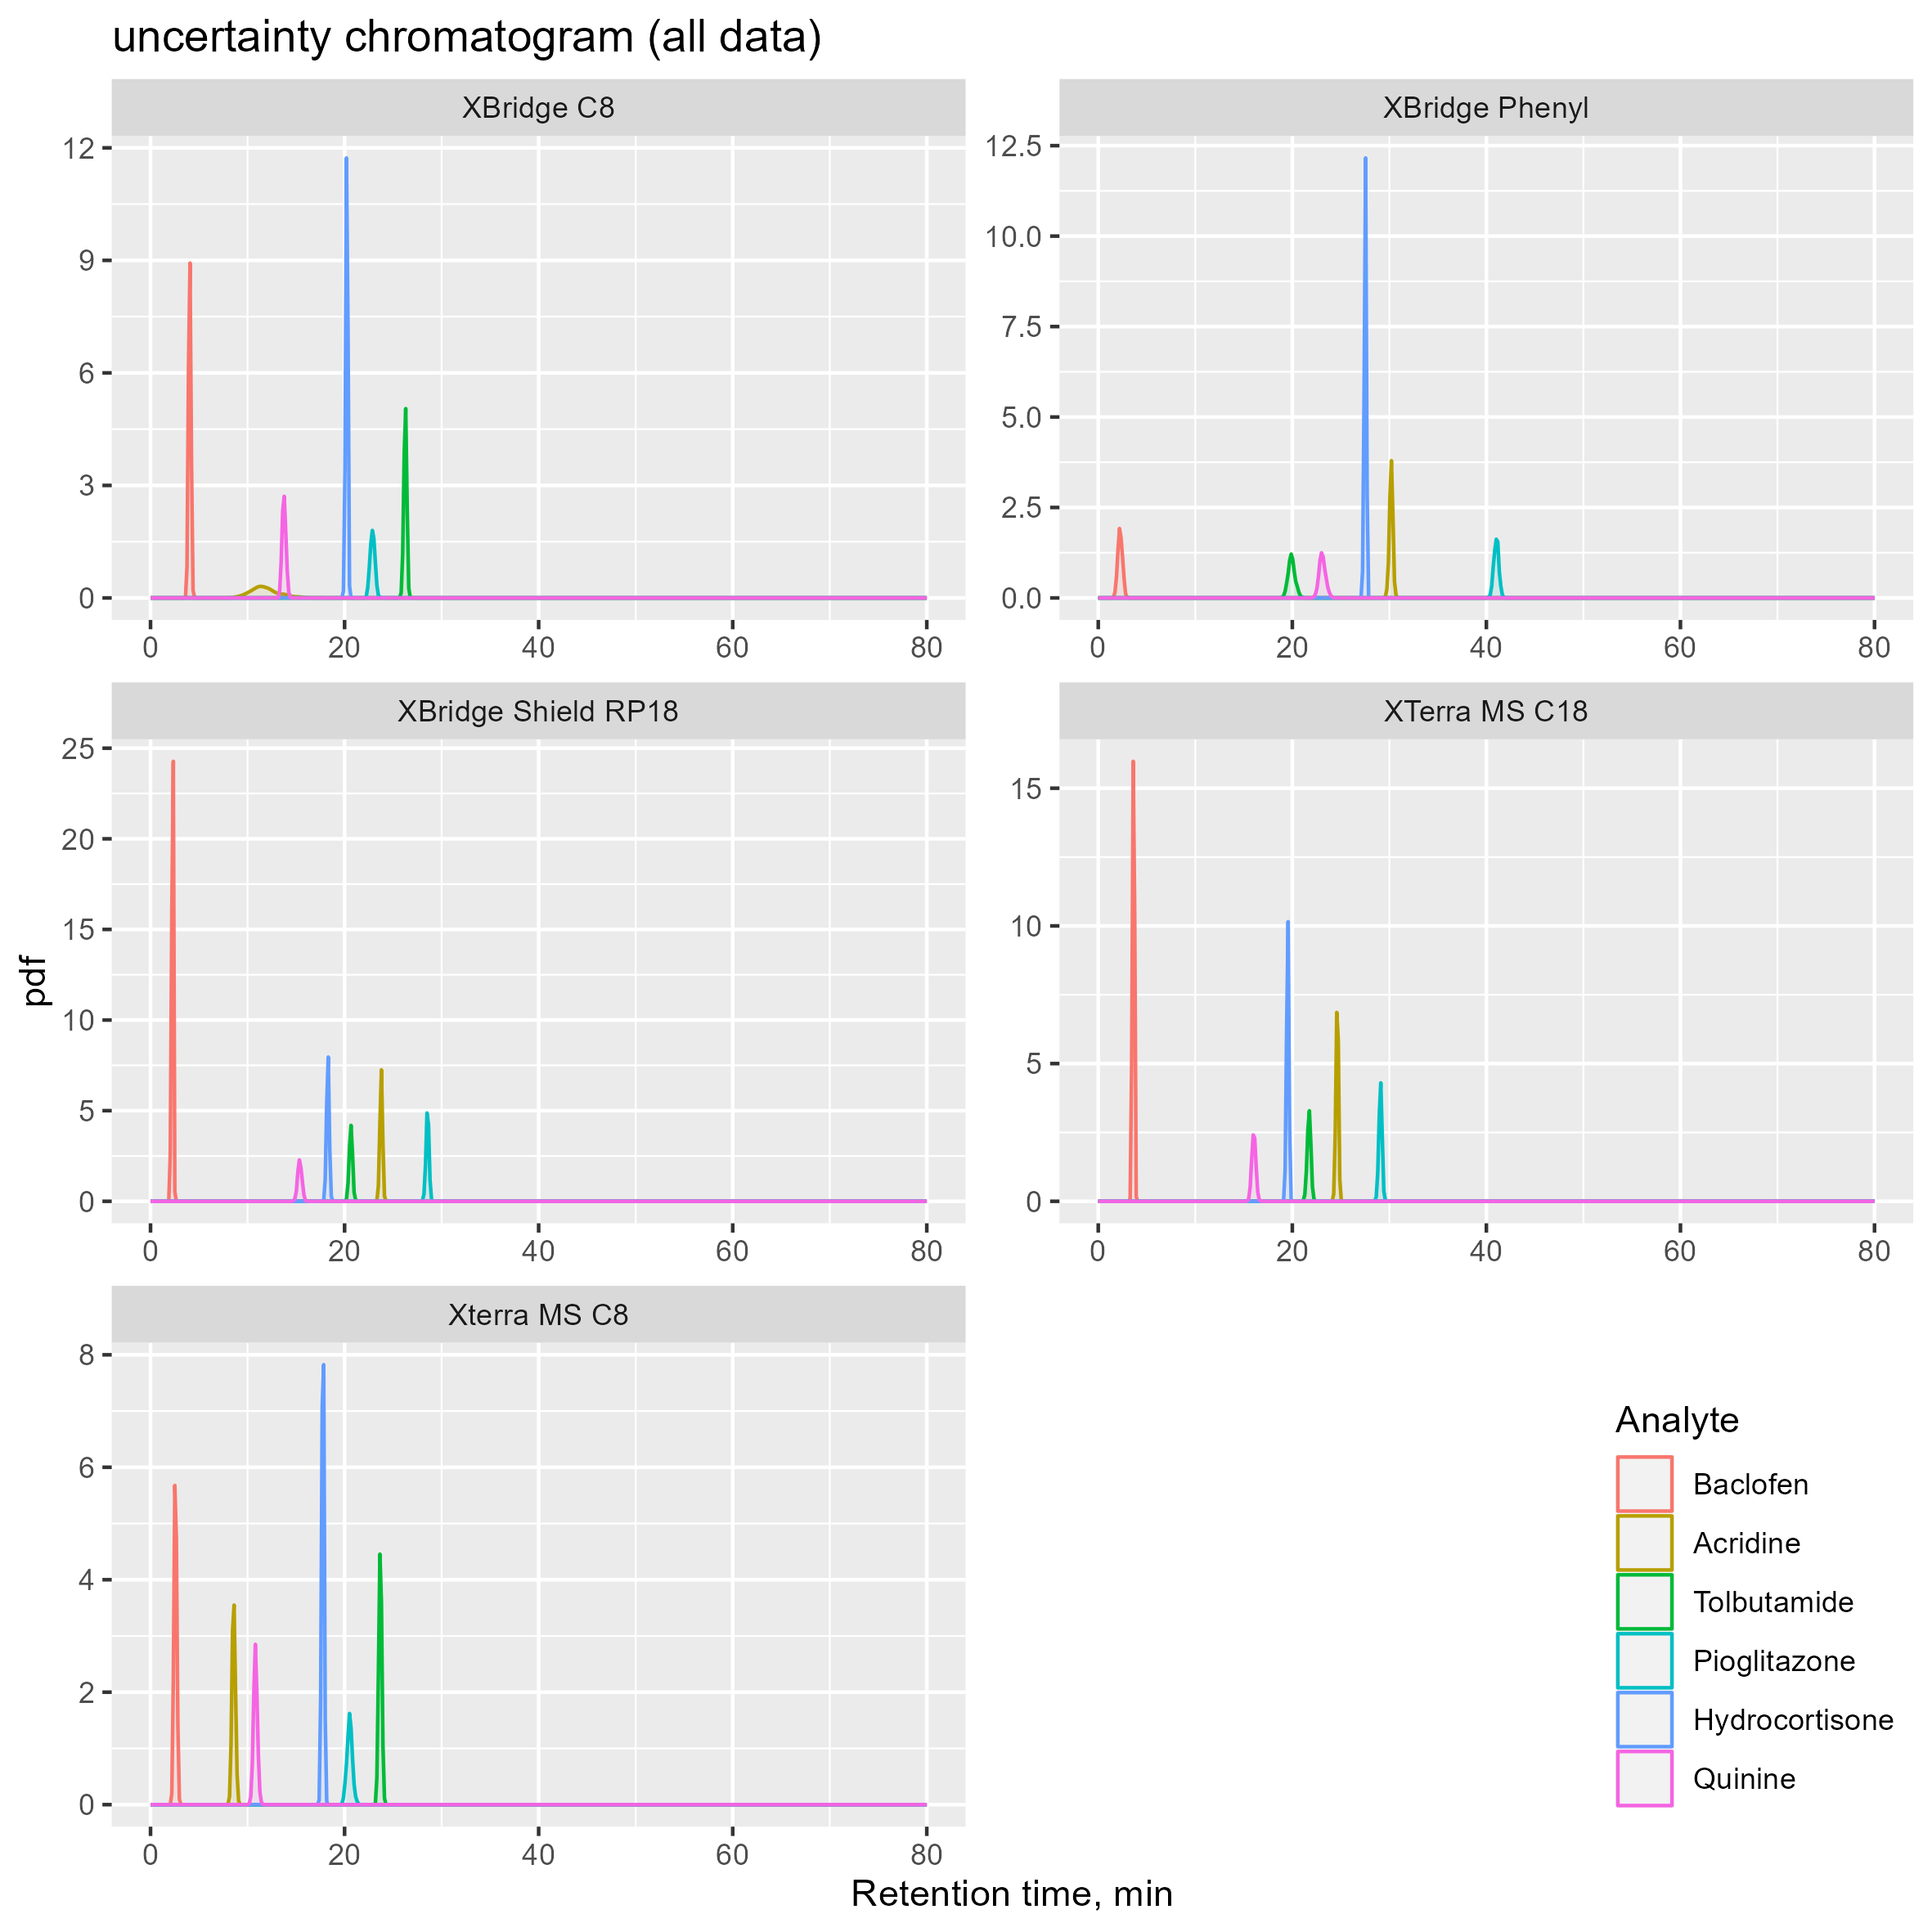 uncertainty chromatogram (all data)
XBridge C8
XBridge Phenyl
12
9
6
3
0
0 20 40 60 80
12.5
10.0
7.5
5.0
2.5
0.0
0 20 40 60 80
XBridge Shield RP18
XTerra MS C18
25
20
15
10
5
0
0 20 40 60 80
15
10
5
0
0 20 40 60 80
pdf
Xterra MS C8
8
6
4
2
0
0 20 40 60 80
Analyte
Baclofen
Acridine
Tolbutamide
Pioglitazone
Hydrocortisone
Quinine
Retention time, min